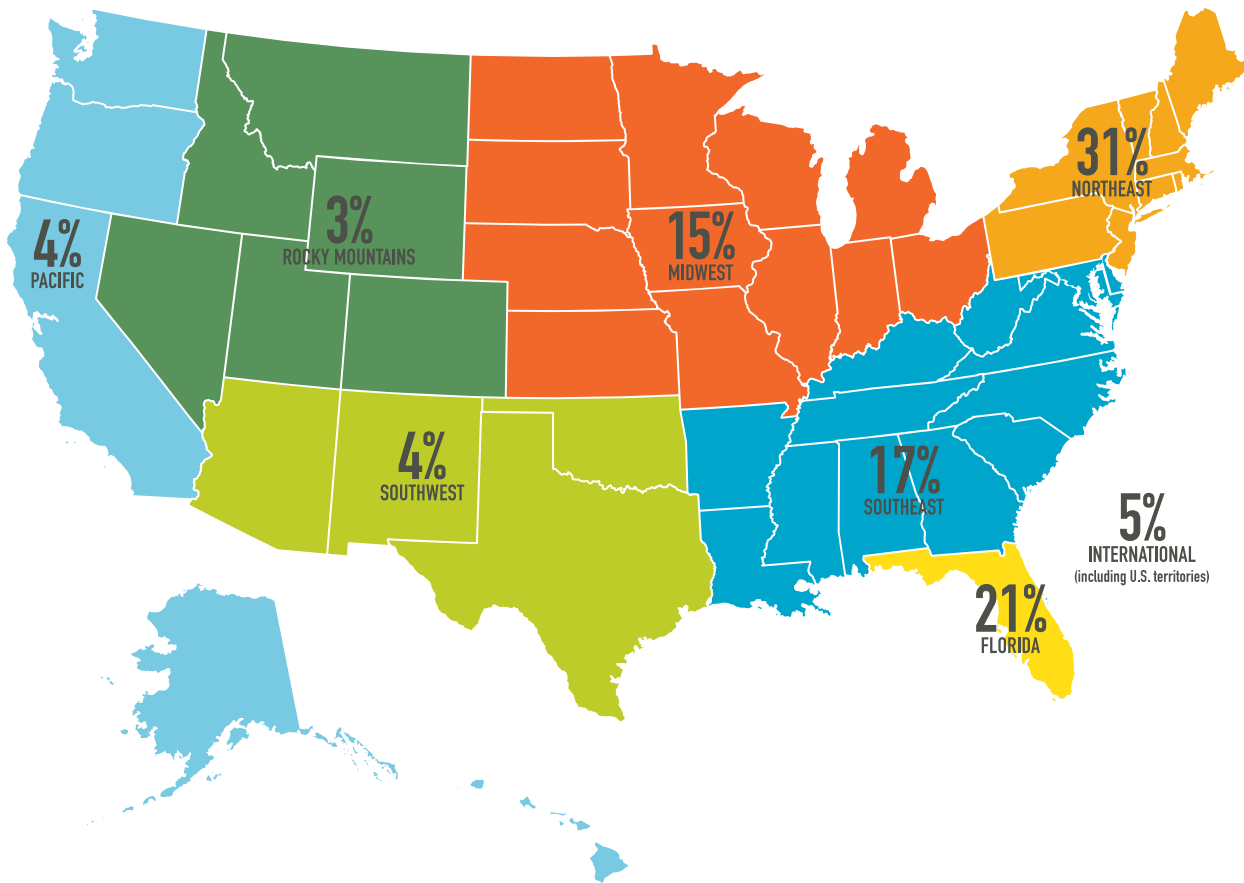 31%
NORTHEAST
3%
ROCKY MOUNTAINS
4%
PACIFIC
15%
MIDWEST
4%
SOUTHWEST
17%
SOUTHEAST
5%
INTERNATIONAL
(including U.S. territories)
21%
FLORIDA